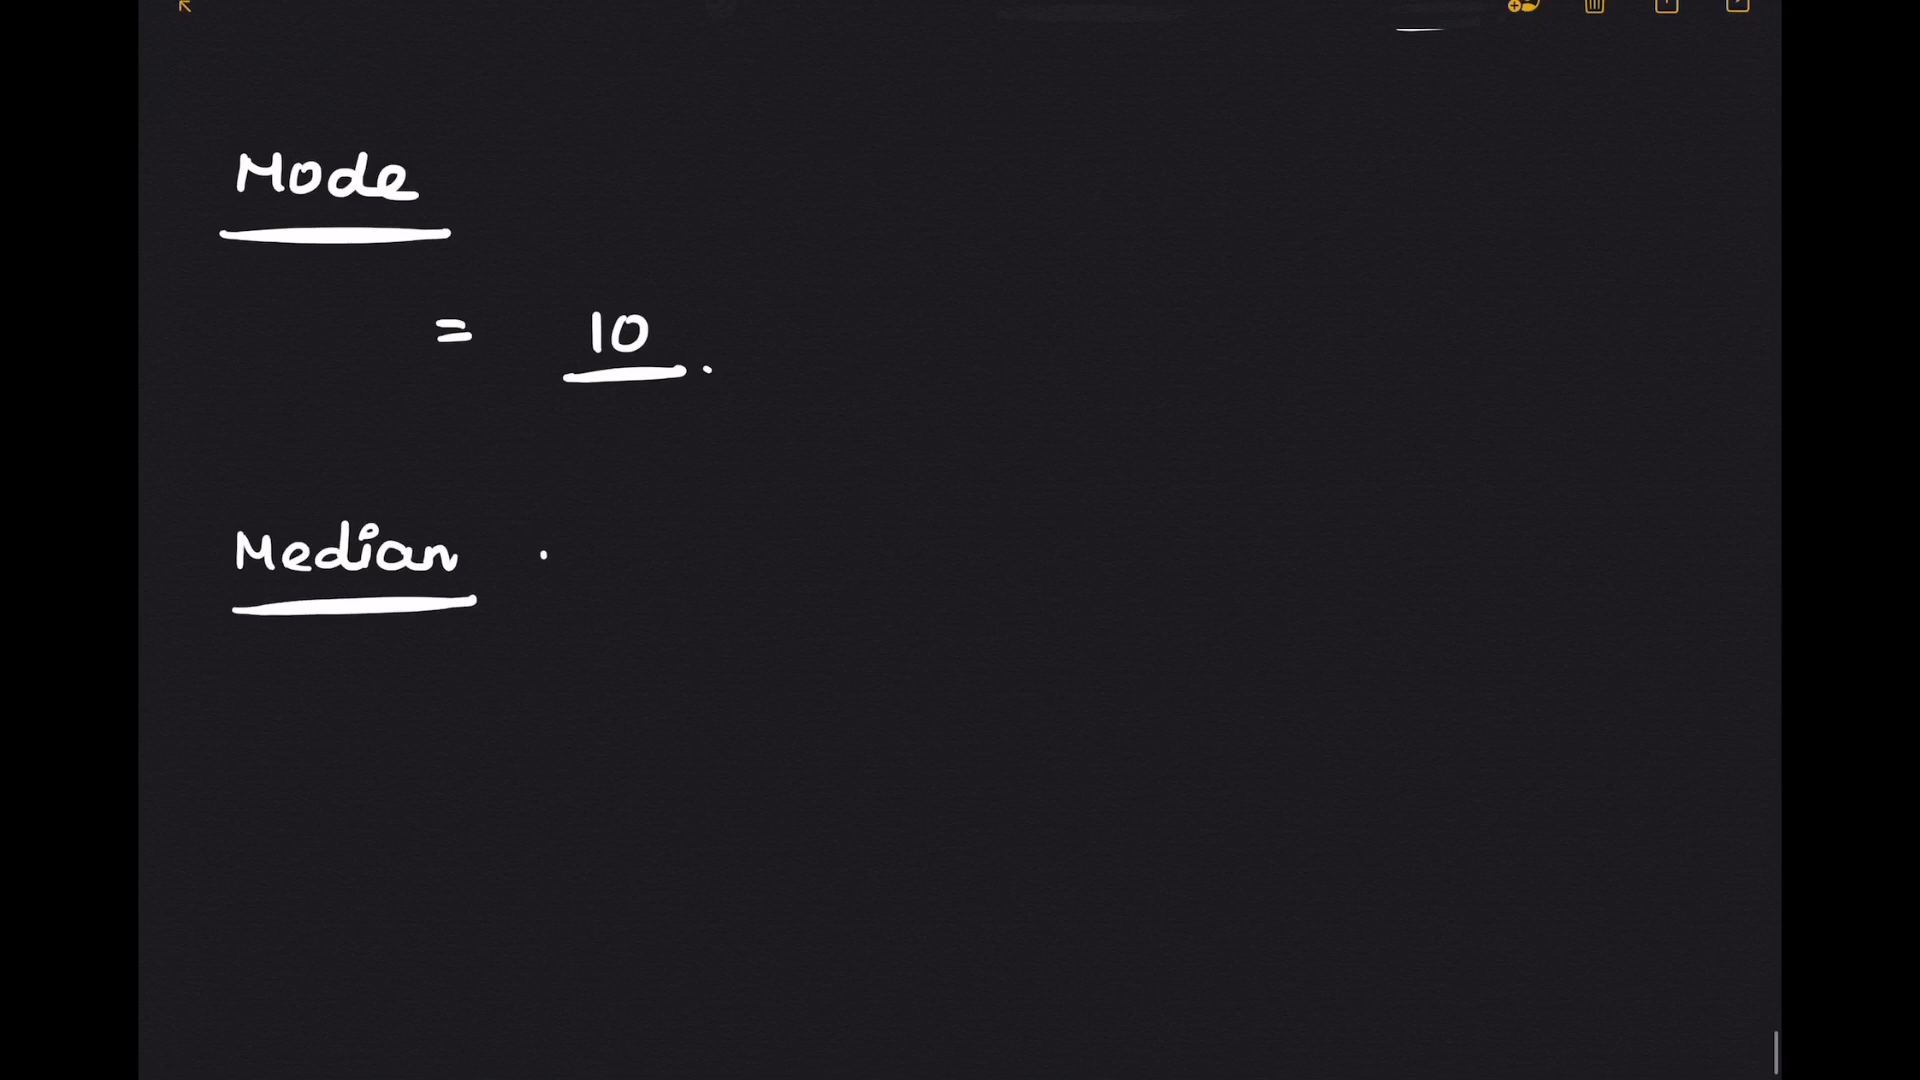 Mode
= 10.
Median .